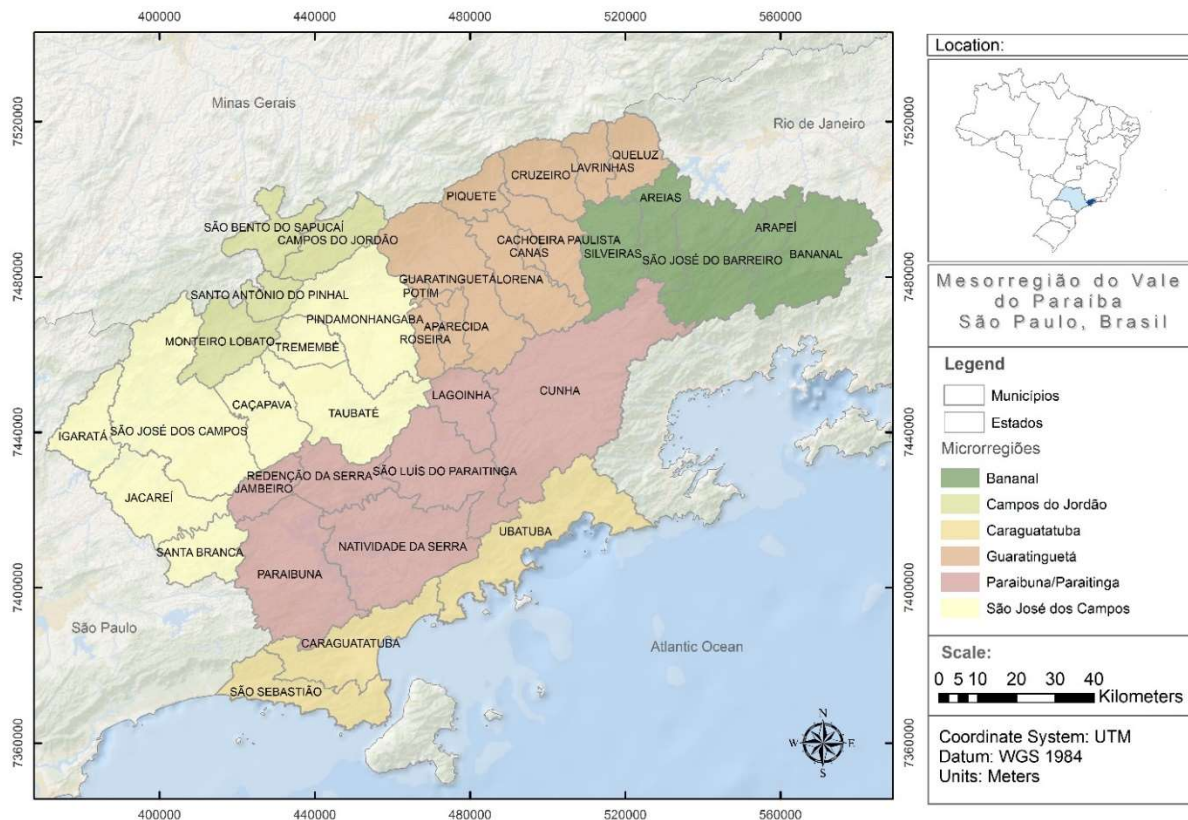 400000 440000 480000 520000 560000
Minas Gerais
Rio de Janeiro
7520000
7520000
QUELUZ
LAVRINHAS
CRUZEIRO
PIQUETE
AREIAS
SÃO BENTO DO SAPUCAÍ
CAMPOS DO JORDÃO
CACHOEIRA PAULISTA
CANAS
SILVEIRAS
ARAPEÍ
SÃO JOSÉ DO BARREIRO
BANANAL
7480000
7480000
GUARATINGUETÁ
LORENA
POTIM
SANTO ANTÔNIO DO PINHAL
PINDAMONHANGABA
APARECIDA
ROSEIRA
MONTEIRO LOBATO
TREMEMBÉ
CAÇAPAVA
TAUBATÉ
LAGOINHA
CUNHA
7440000
7440000
IGARATÁ
SÃO JOSÉ DOS CAMPOS
REDENÇÃO DA SERRA
SÃO LUÍS DO PARAITINGA
JACAREÍ
JAMBEIRO
UBATUBA
SANTA BRANCA
NATIVIDADE DA SERRA
PARAIBUNA
7400000
7400000
São Paulo
CARAGUATATUBA
Atlantic Ocean
SÃO SEBASTIÃO
7360000
7360000
N
W E
S
400000 440000 480000 520000 560000
Location:
Mesorregião do Vale
do Paraíba
São Paulo, Brasil
Legend
Municípios
Estados
Microrregiões
Bananal
Campos do Jordão
Caraguatatuba
Guaratinguetá
Paraibuna/Paraitinga
São José dos Campos
Scale:
0 5 10 20 30 40
Kilometers
Coordinate System: UTM
Datum: WGS 1984
Units: Meters